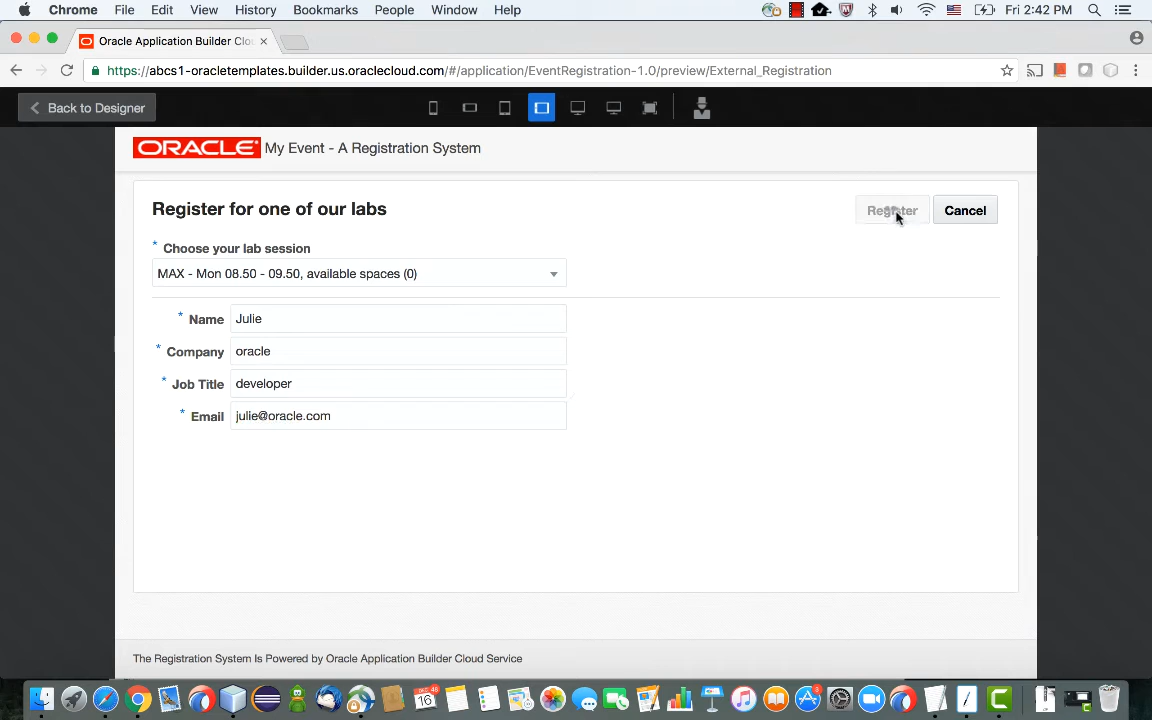 Chrome File Edit View History Bookmarks People Window Help Fri 2:42 PM
Oracle Application Builder Clou
https://abcs1-oracletemplates.builder.us.oraclecloud.com/#/application/EventRegistration-1.0/preview/External_Registration
Back to Designer
ORACLE My Event - A Registration System
Register for one of our labs Register Cancel
* Choose your lab session
MAX - Mon 08.50 - 09.50, available spaces (0)
* Name Julie
* Company oracle
* Job Title developer
* Email julie@oracle.com
The Registration System Is Powered by Oracle Application Builder Cloud Service
16
3